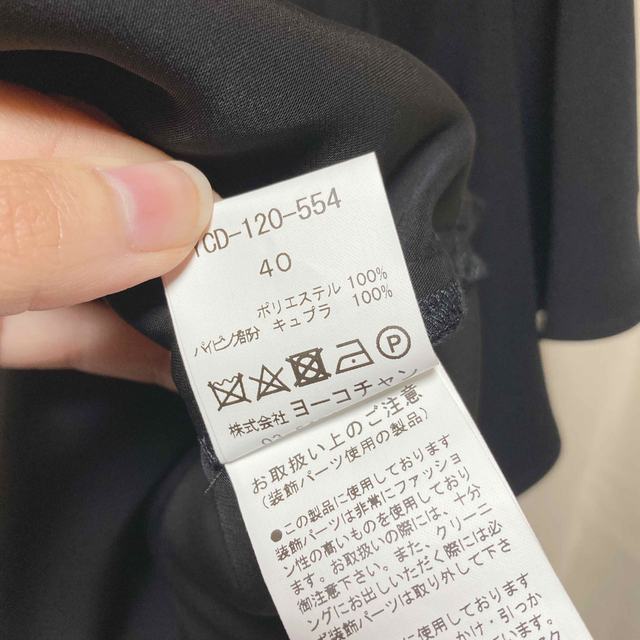 YCD-120-554
40
ポリエステル 100%
パイピング部分 キュプラ 100%
P
株式会社 ヨーコチャン
お取扱い上のご注意
(装飾パーツ使用の製品)
●この製品に使用しております
装飾パーツは非常にファッショ
ン性の高いものを使用しており
ます。お取扱いの際には、十分
御注意下さい。また、クリーニ
ングにお出しいただく際には必
ず装飾パーツは取り外して下さ